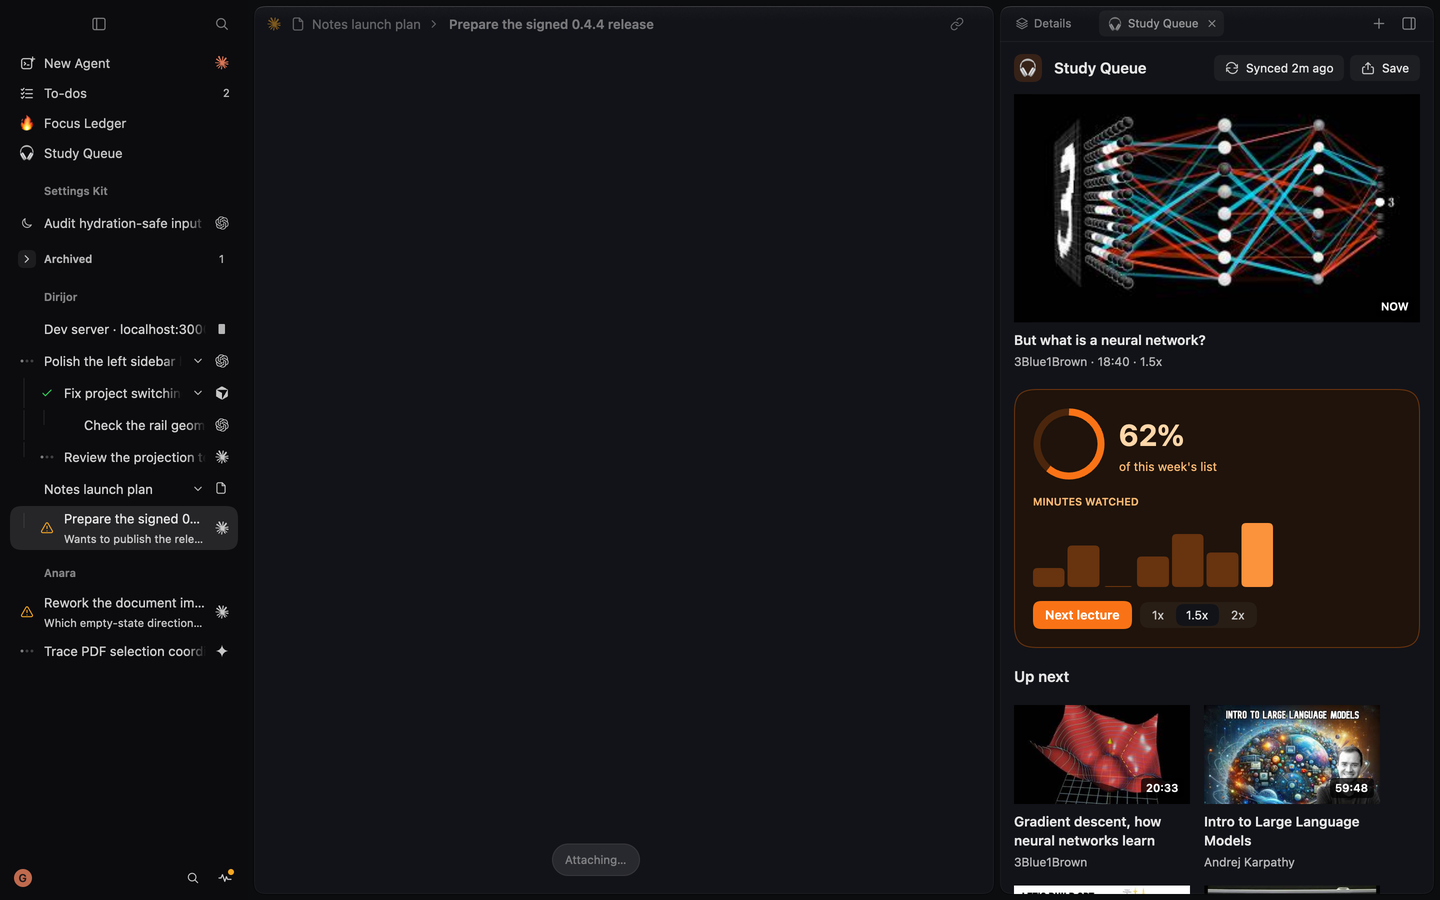 New Agent
To-dos
2
Focus Ledger
Study Queue
Settings Kit
Audit hydration-safe input
Archived
1
Dirijor
Dev server · localhost:300
Polish the left sidebar
Fix project switchin
Check the rail geom
Review the projection t
Notes launch plan
Prepare the signed 0...
Wants to publish the rele...
Anara
Rework the document im...
Which empty-state direction...
Trace PDF selection coord
G
Notes launch plan > Prepare the signed 0.4.4 release
Attaching...
Details
Study Queue
Study Queue
Synced 2m ago
Save
3
NOW
But what is a neural network?
3Blue1Brown · 18:40 · 1.5x
62%
of this week's list
MINUTES WATCHED
Next lecture
1x
1.5x
2x
Up next
20:33
INTRO TO LARGE LANGUAGE MODELS
59:48
Gradient descent, how
neural networks learn
3Blue1Brown
Intro to Large Language
Models
Andrej Karpathy